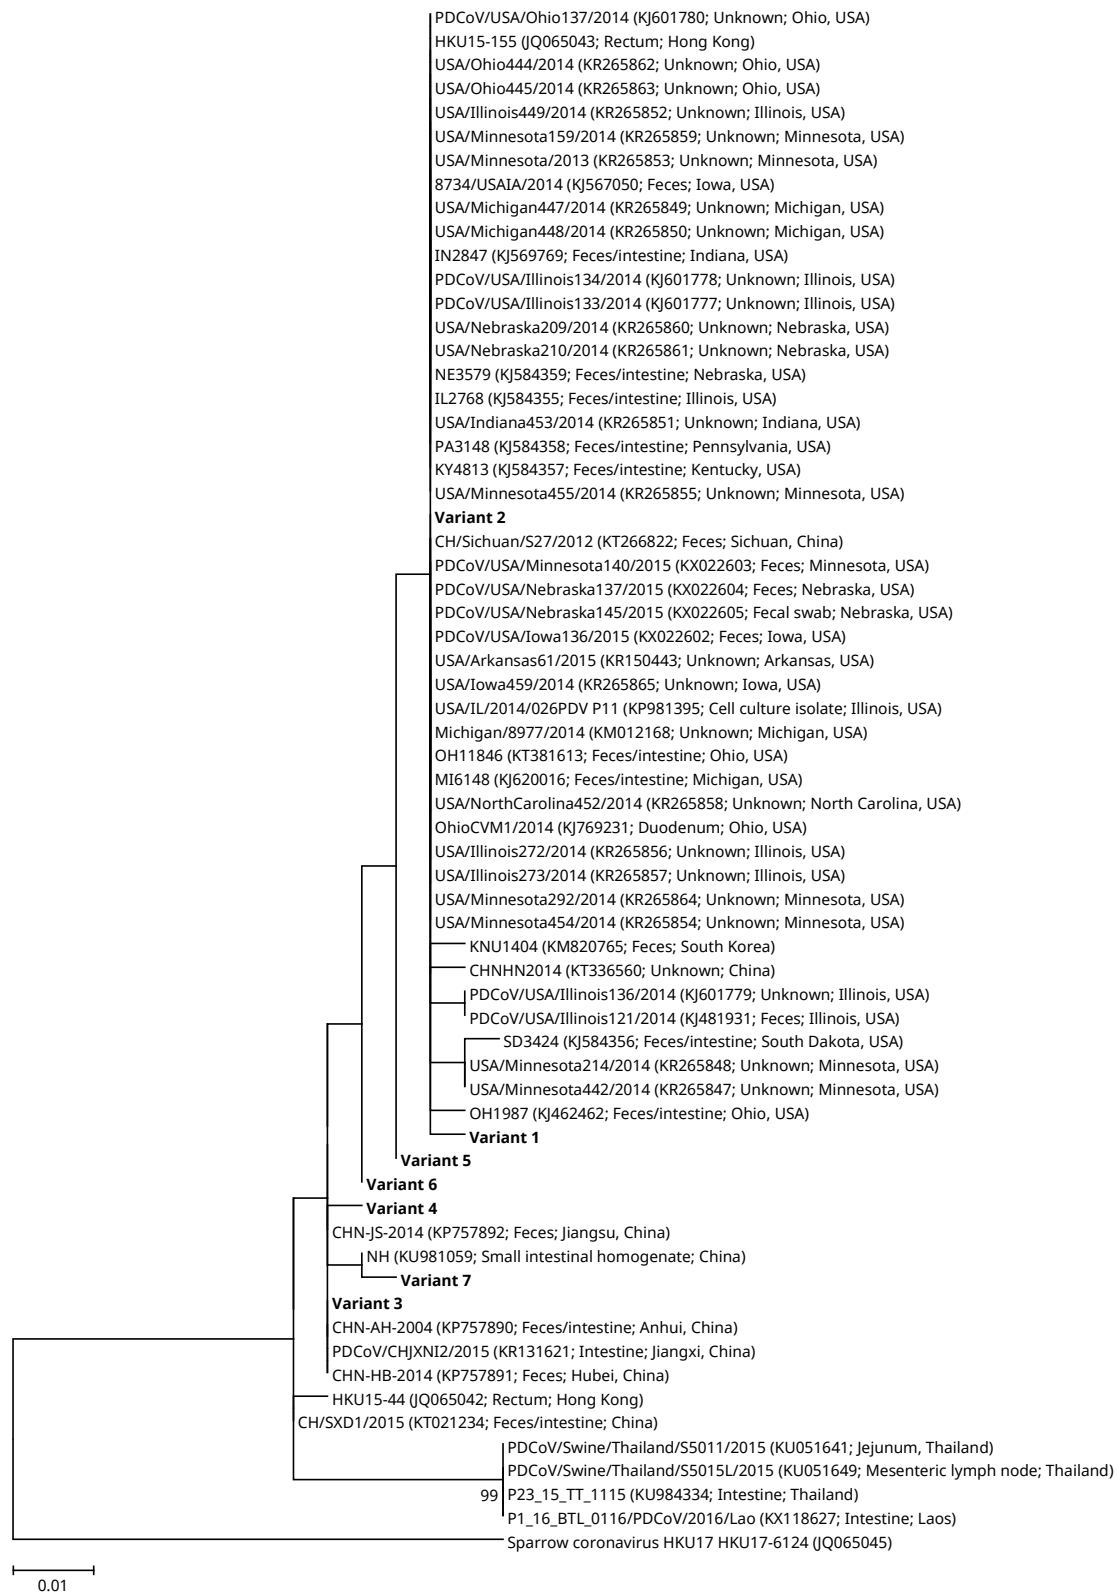 PDCoV/USA/Ohio137/2014 (KJ601780; Unknown; Ohio, USA)
HKU15-155 (JQ065043; Rectum; Hong Kong)
USA/Ohio444/2014 (KR265862; Unknown; Ohio, USA)
USA/Ohio445/2014 (KR265863; Unknown; Ohio, USA)
USA/Illinois449/2014 (KR265852; Unknown; Illinois, USA)
USA/Minnesota159/2014 (KR265859; Unknown; Minnesota, USA)
USA/Minnesota/2013 (KR265853; Unknown; Minnesota, USA)
8734/USAIA/2014 (KJ567050; Feces; Iowa, USA)
USA/Michigan447/2014 (KR265849; Unknown; Michigan, USA)
USA/Michigan448/2014 (KR265850; Unknown; Michigan, USA)
IN2847 (KJ569769; Feces/intestine; Indiana, USA)
PDCoV/USA/Illinois134/2014 (KJ601778; Unknown; Illinois, USA)
PDCoV/USA/Illinois133/2014 (KJ601777; Unknown; Illinois, USA)
USA/Nebraska209/2014 (KR265860; Unknown; Nebraska, USA)
USA/Nebraska210/2014 (KR265861; Unknown; Nebraska, USA)
NE3579 (KJ584359; Feces/intestine; Nebraska, USA)
IL2768 (KJ584355; Feces/intestine; Illinois, USA)
USA/Indiana453/2014 (KR265851; Unknown; Indiana, USA)
PA3148 (KJ584358; Feces/intestine; Pennsylvania, USA)
KY4813 (KJ584357; Feces/intestine; Kentucky, USA)
USA/Minnesota455/2014 (KR265855; Unknown; Minnesota, USA)
Variant 2
CH/Sichuan/S27/2012 (KT266822; Feces; Sichuan, China)
PDCoV/USA/Minnesota140/2015 (KX022603; Feces; Minnesota, USA)
PDCoV/USA/Nebraska137/2015 (KX022604; Feces; Nebraska, USA)
PDCoV/USA/Nebraska145/2015 (KX022605; Fecal swab; Nebraska, USA)
PDCoV/USA/Iowa136/2015 (KX022602; Feces; Iowa, USA)
USA/Arkansas61/2015 (KR150443; Unknown; Arkansas, USA)
USA/Iowa459/2014 (KR265865; Unknown; Iowa, USA)
USA/IL/2014/026PDV P11 (KP981395; Cell culture isolate; Illinois, USA)
Michigan/8977/2014 (KM012168; Unknown; Michigan, USA)
OH11846 (KT381613; Feces/intestine; Ohio, USA)
MI6148 (KJ620016; Feces/intestine; Michigan, USA)
USA/NorthCarolina452/2014 (KR265858; Unknown; North Carolina, USA)
OhioCVM1/2014 (KJ769231; Duodenum; Ohio, USA)
USA/Illinois272/2014 (KR265856; Unknown; Illinois, USA)
USA/Illinois273/2014 (KR265857; Unknown; Illinois, USA)
USA/Minnesota292/2014 (KR265864; Unknown; Minnesota, USA)
USA/Minnesota454/2014 (KR265854; Unknown; Minnesota, USA)
KNU1404 (KM820765; Feces; South Korea)
CHNHN2014 (KT336560; Unknown; China)
PDCoV/USA/Illinois136/2014 (KJ601779; Unknown; Illinois, USA)
PDCoV/USA/Illinois121/2014 (KJ481931; Feces; Illinois, USA)
SD3424 (KJ584356; Feces/intestine; South Dakota, USA)
USA/Minnesota214/2014 (KR265848; Unknown; Minnesota, USA)
USA/Minnesota442/2014 (KR265847; Unknown; Minnesota, USA)
OH1987 (KJ462462; Feces/intestine; Ohio, USA)
Variant 1
Variant 5
Variant 6
Variant 4
CHN-JS-2014 (KP757892; Feces; Jiangsu, China)
NH (KU981059; Small intestinal homogenate; China)
Variant 7
Variant 3
CHN-AH-2004 (KP757890; Feces/intestine; Anhui, China)
PDCoV/CHJXNI2/2015 (KR131621; Intestine; Jiangxi, China)
CHN-HB-2014 (KP757891; Feces; Hubei, China)
HKU15-44 (JQ065042; Rectum; Hong Kong)
CH/SXD1/2015 (KT021234; Feces/intestine; China)
PDCoV/Swine/Thailand/S5011/2015 (KU051641; Jejunum, Thailand)
PDCoV/Swine/Thailand/S5015L/2015 (KU051649; Mesenteric lymph node; Thailand)
99 P23_15_TT_1115 (KU984334; Intestine; Thailand)
P1_16_BTL_0116/PDCoV/2016/Lao (KX118627; Intestine; Laos)
Sparrow coronavirus HKU17 HKU17-6124 (JQ065045)
0.01